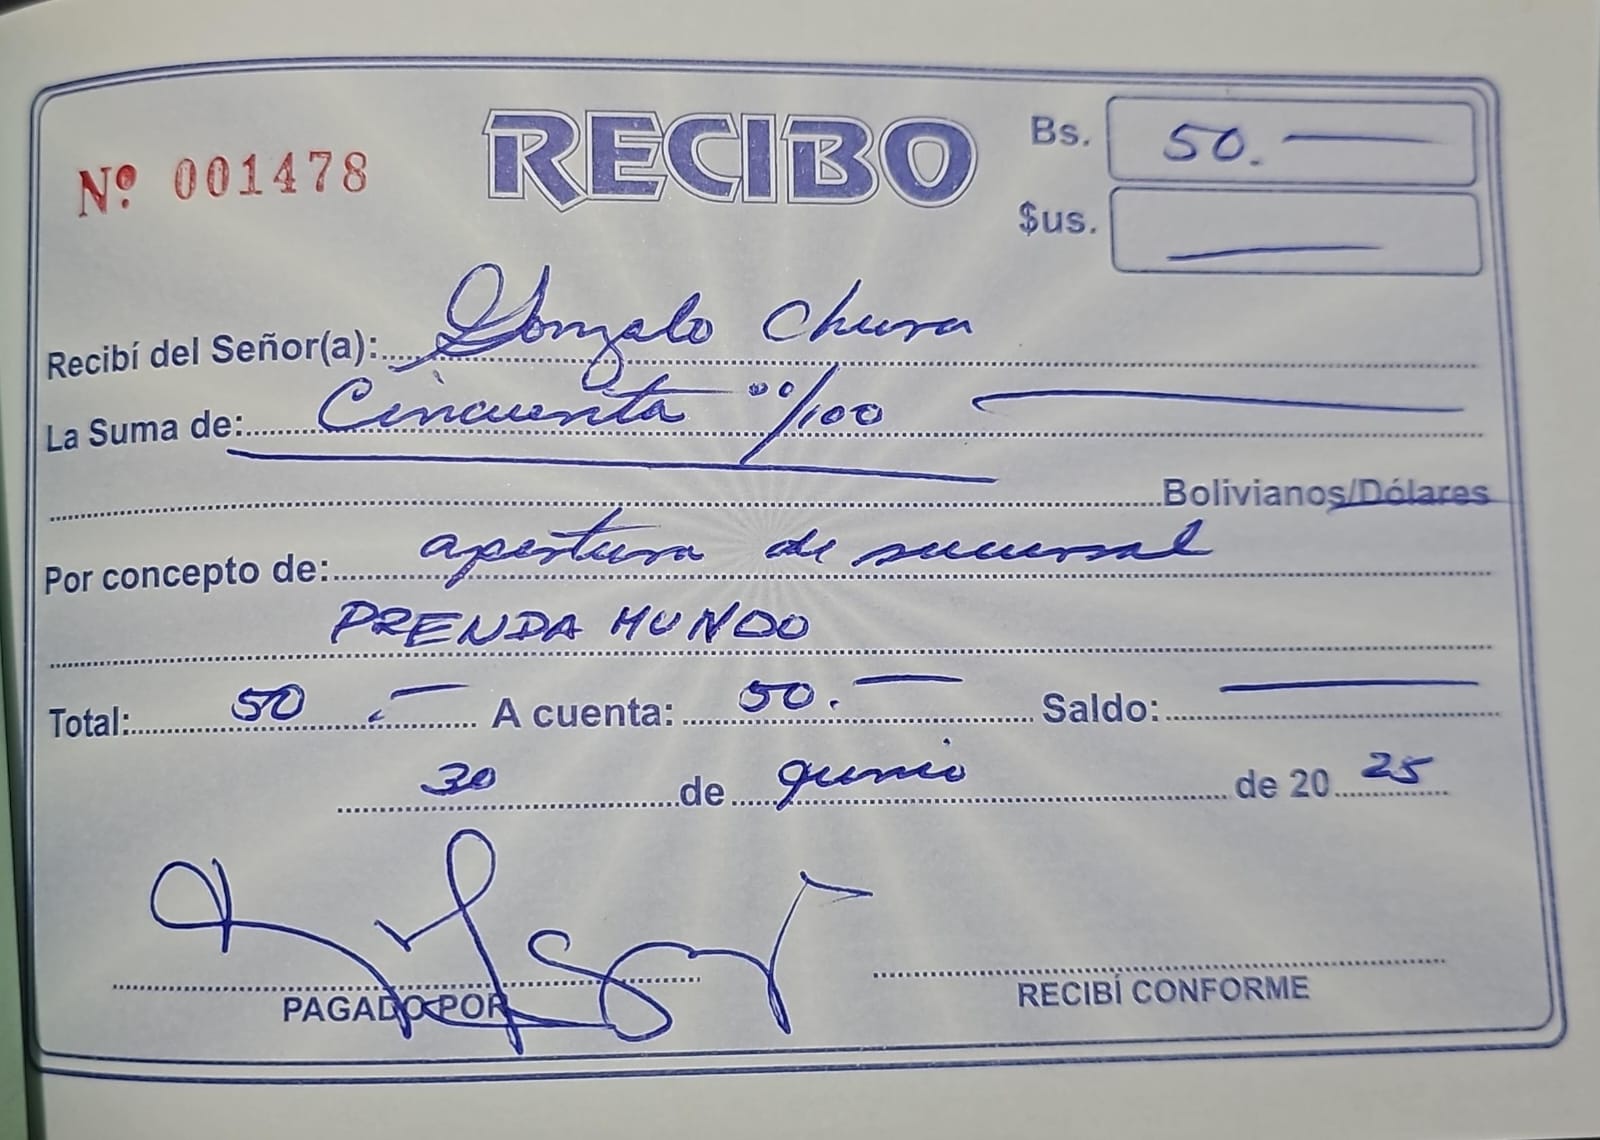 Nº 001478
RECIBO
Bs. 50.
$us.
Recibí del Señor(a): Gonzalo Chura
La Suma de: Cincuenta 00/100
Bolivianos/Dólares
Por concepto de: apertura de sucursal
PRENDA MUNDO
Total: 50.- A cuenta: 50.- Saldo:
30 de junio de 20 25
PAGADO POR
RECIBÍ CONFORME